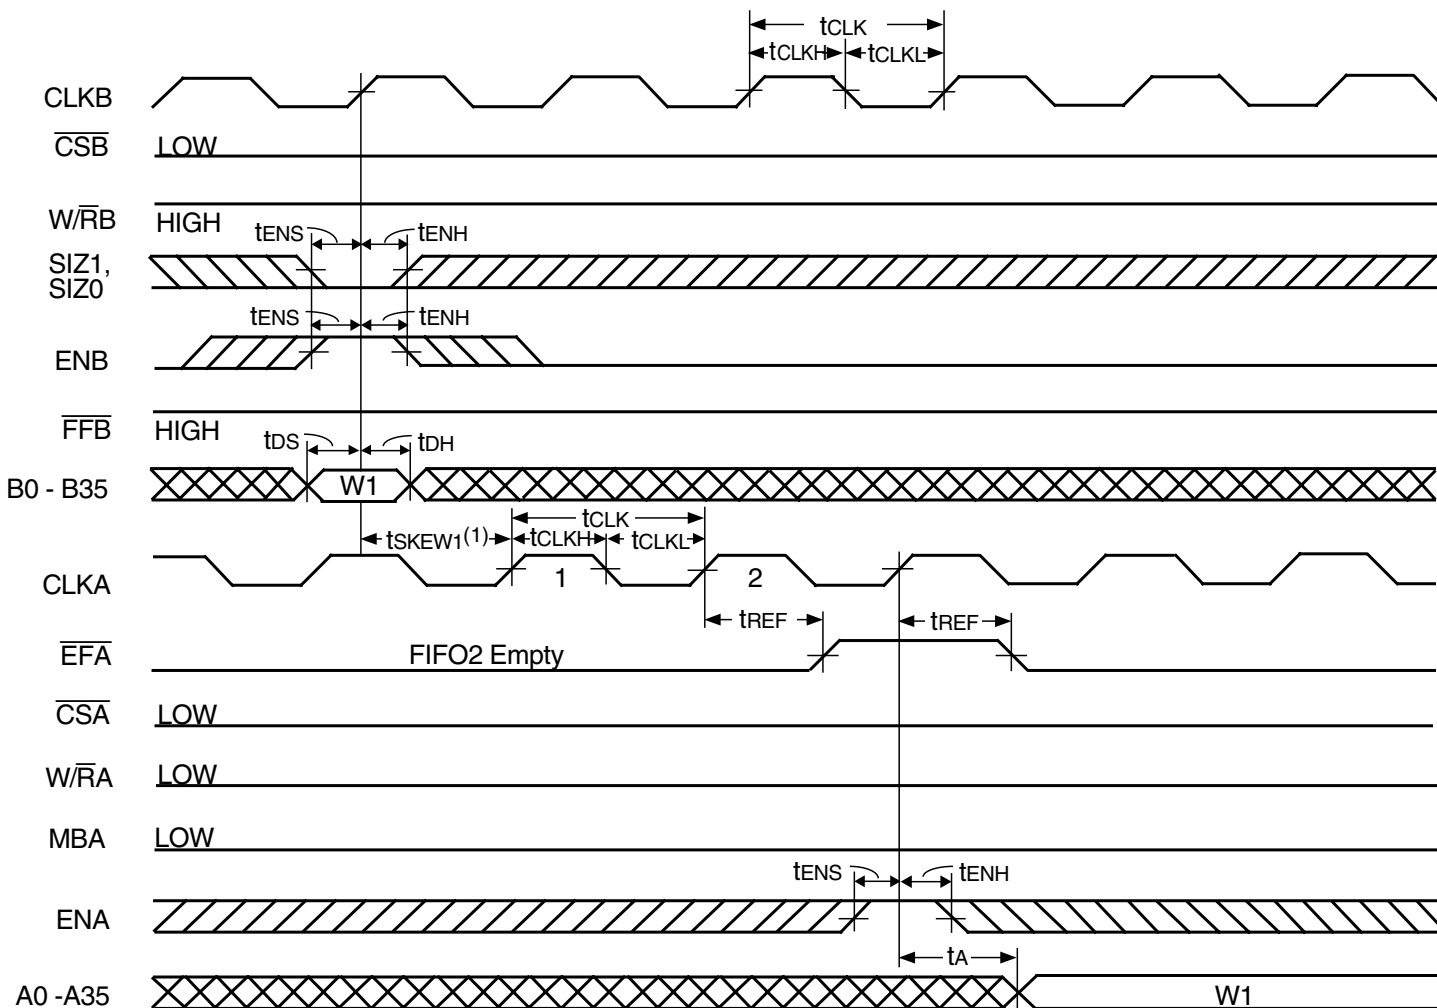 tCLK
tCLKH tCLKL
CLKB
CSB LOW
W/RB HIGH
tENS tENH
SIZ1,
SIZ0
tENS tENH
ENB
FFB HIGH
tDS tDH
B0 - B35 W1
tCLK
tSKEW1(1) tCLKH tCLKL
CLKA 1 2
tREF tREF
EFA FIFO2 Empty
CSA LOW
W/RA LOW
MBA LOW
tENS tENH
ENA
tA
A0 -A35 W1